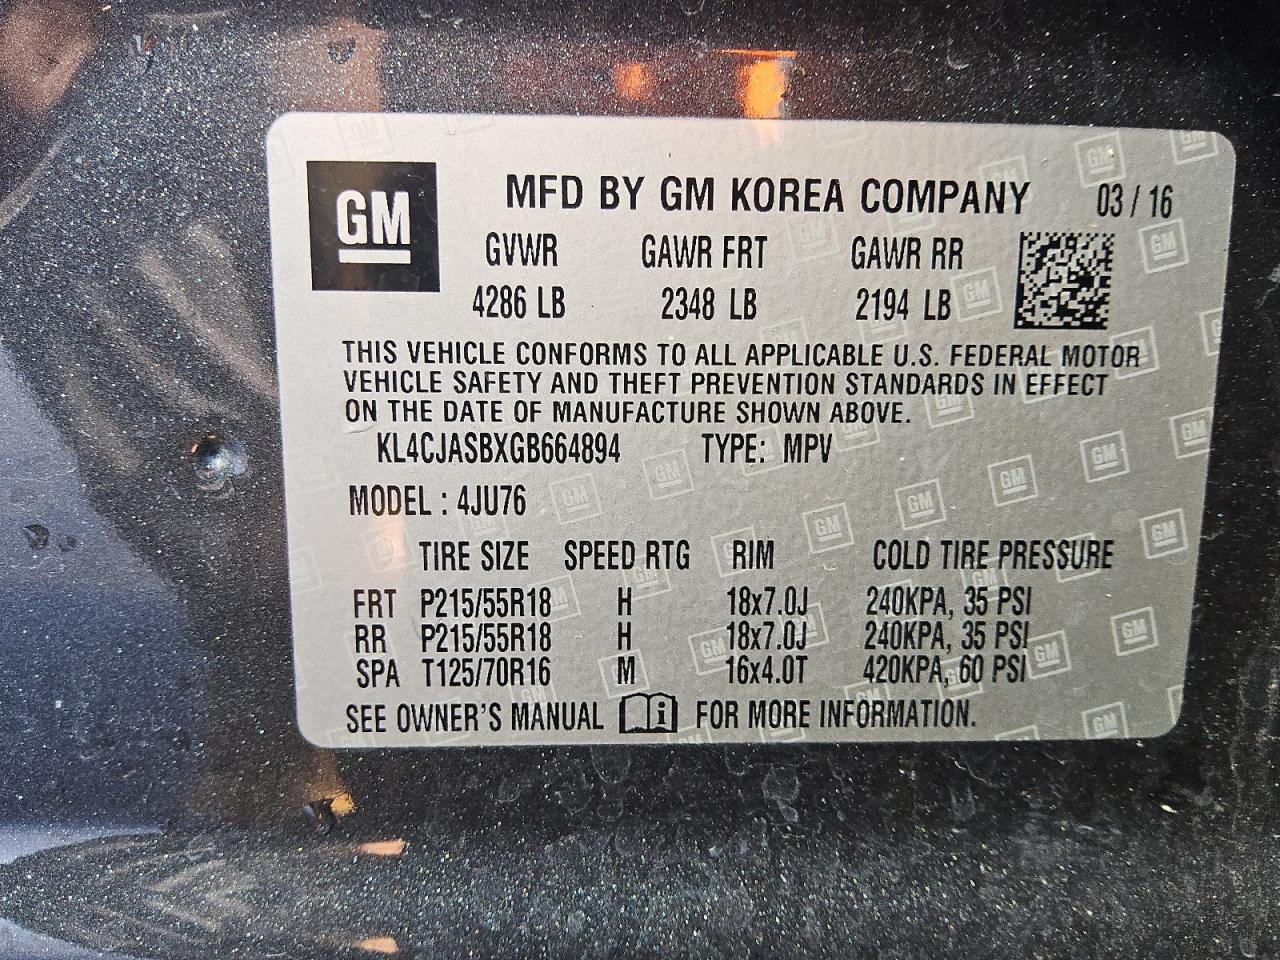 GM
MFD BY GM KOREA COMPANY 03 / 16
GVWR GAWR FRT GAWR RR
4286 LB 2348 LB 2194 LB
THIS VEHICLE CONFORMS TO ALL APPLICABLE U.S. FEDERAL MOTOR
VEHICLE SAFETY AND THEFT PREVENTION STANDARDS IN EFFECT
ON THE DATE OF MANUFACTURE SHOWN ABOVE.
KL4CJASBXGB664894 TYPE: MPV
MODEL : 4JU76
TIRE SIZE SPEED RTG RIM COLD TIRE PRESSURE
FRT P215/55R18 H 18x7.0J 240KPA, 35 PSI
RR P215/55R18 H 18x7.0J 240KPA, 35 PSI
SPA T125/70R16 M 16x4.0T 420KPA, 60 PSI
SEE OWNER'S MANUAL i FOR MORE INFORMATION.